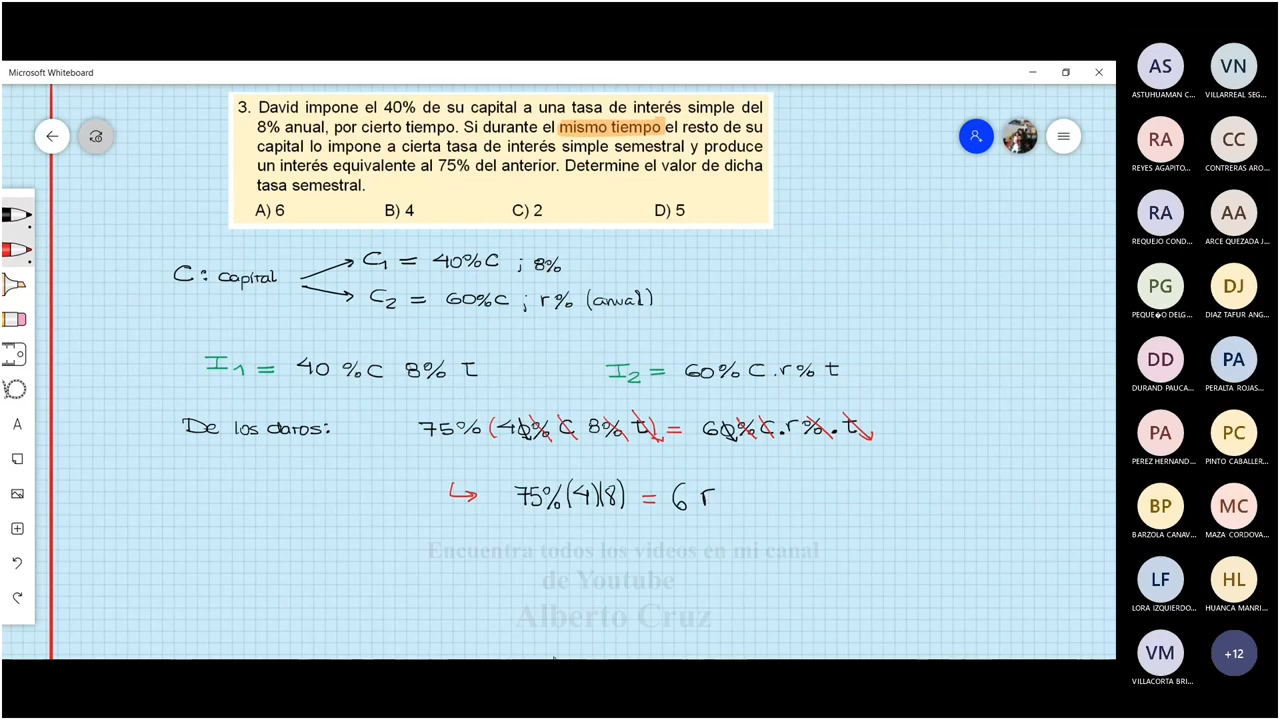 Microsoft Whiteboard
3. David impone el 40% de su capital a una tasa de interés simple del
8% anual, por cierto tiempo. Si durante el mismo tiempo el resto de su
capital lo impone a cierta tasa de interés simple semestral y produce
un interés equivalente al 75% del anterior. Determine el valor de dicha
tasa semestral.
A) 6 B) 4 C) 2 D) 5
C : capital
C1 = 40%C ; 8%
C2 = 60%C ; r% (anual)
I1 = 40 %C 8% t
I2 = 60% C . r% t
De los datos: 75% (40% C 8% t) = 60% C . r% . t
75% (4)(8) = 6 r
Encuentra todos los videos en mi canal
de Youtube
Alberto Cruz
AS
ASTUHUAMAN C...
VN
VILLARREAL SEG...
RA
REYES AGAPITO...
CC
CONTRERAS ARO...
RA
REQUEJO COND...
AA
ARCE QUEZADA J...
PG
PEQUE�O DELG...
DJ
DIAZ TAFUR ANG...
DD
DURAND PAUCA...
PA
PERALTA ROJAS...
PA
PEREZ HERNAND...
PC
PINTO CABALLER...
BP
BARZOLA CANAV...
MC
MAZA CORDOVA...
LF
LORA IZQUIERDO...
HL
HUANCA MANRI...
VM
VILLACORTA BRI...
+12
A